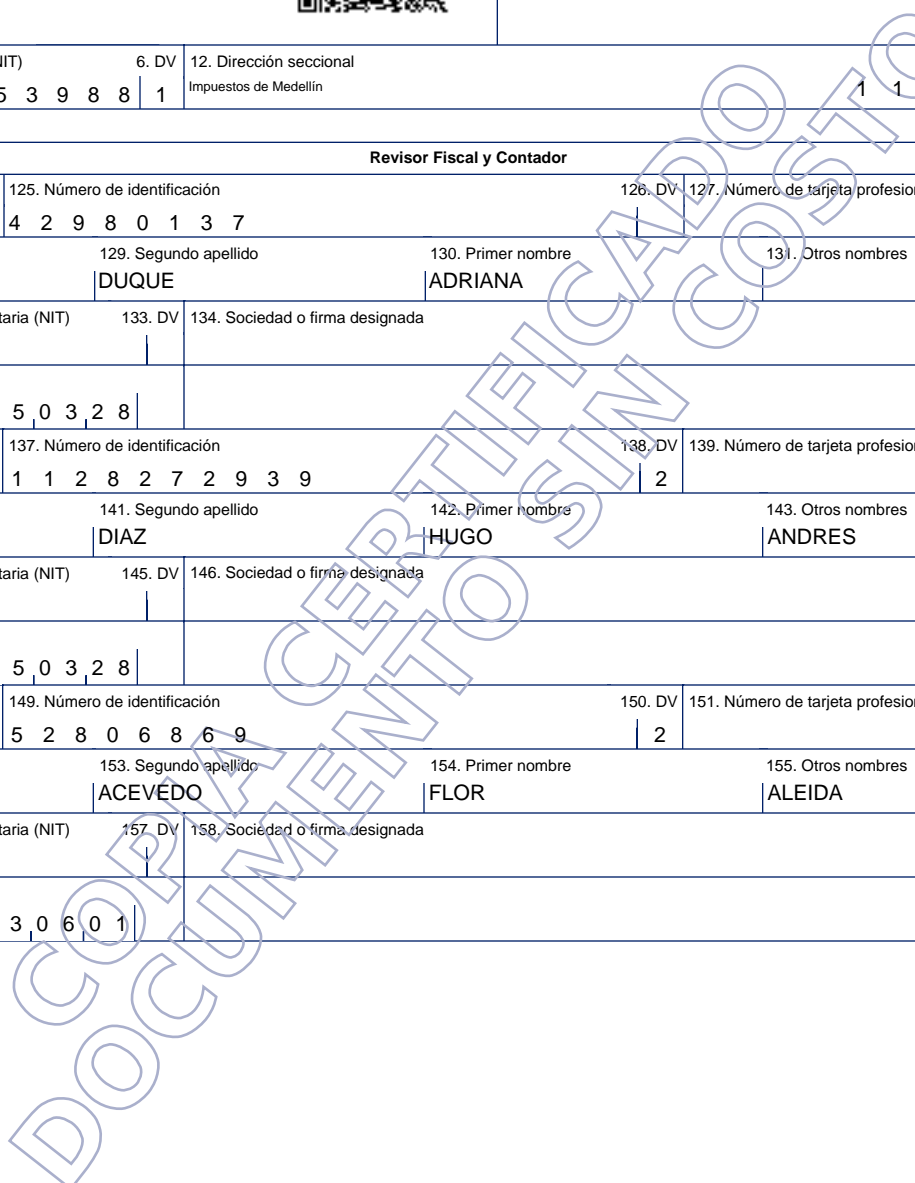 NIT) 6. DV 12. Dirección seccional
5 3 9 8 8 1 Impuestos de Medellín 1 1
Revisor Fiscal y Contador
125. Número de identificación 126. DV 127. Número de tarjeta profesion
4 2 9 8 0 1 3 7
129. Segundo apellido 130. Primer nombre 131. Otros nombres
DUQUE ADRIANA
taria (NIT) 133. DV 134. Sociedad o firma designada
5 0 3 2 8
137. Número de identificación 138. DV 139. Número de tarjeta profesion
1 1 2 8 2 7 2 9 3 9 2
141. Segundo apellido 142. Primer nombre 143. Otros nombres
DIAZ HUGO ANDRES
taria (NIT) 145. DV 146. Sociedad o firma designada
5 0 3 2 8
149. Número de identificación 150. DV 151. Número de tarjeta profesion
5 2 8 0 6 8 6 9 2
153. Segundo apellido 154. Primer nombre 155. Otros nombres
ACEVEDO FLOR ALEIDA
taria (NIT) 157. DV 158. Sociedad o firma designada
3 0 6 0 1
COPIA CERTIFICADO
DOCUMENTO SIN COSTO